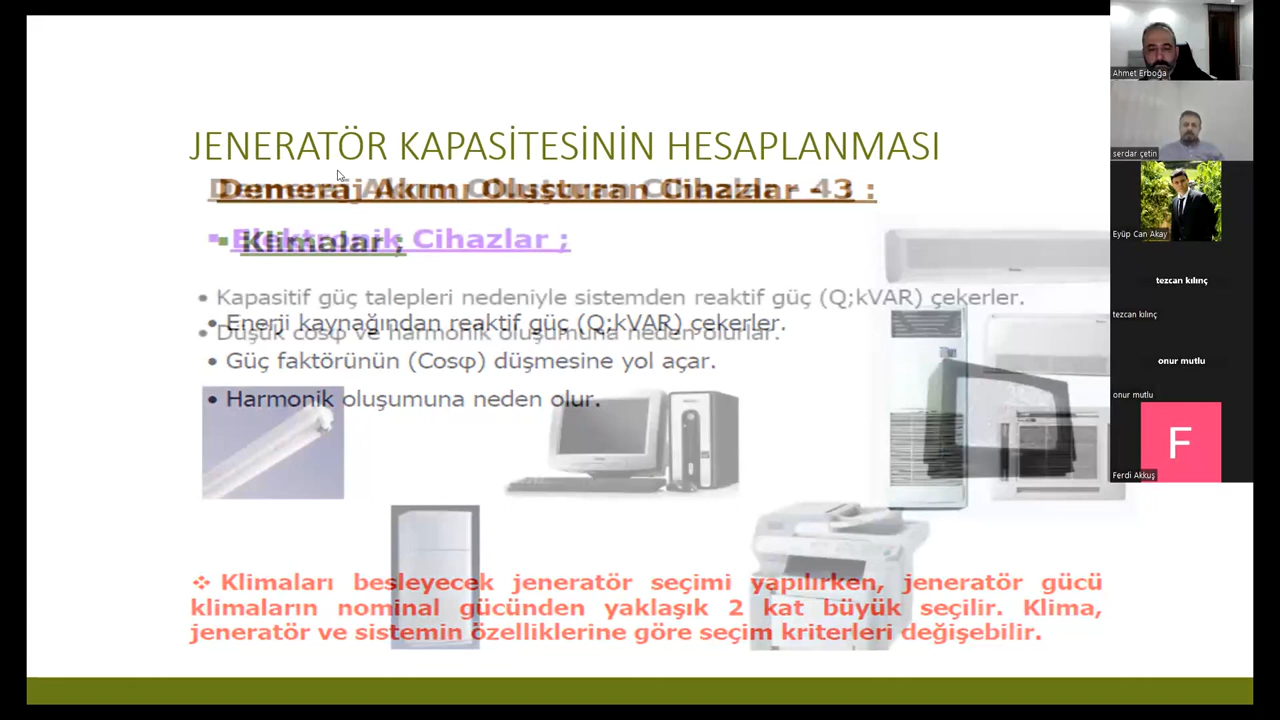 JENERATÖR KAPASİTESİNİN HESAPLANMASI
Demeraj Akımı Oluşturan Cihazlar - 3 :
Elektronik Cihazlar ;
Klimalar ;
• Kapasitif güç talepleri nedeniyle sistemden reaktif güç (Q;kVAR) çekerler.
• Enerji kaynağından reaktif güç (Q;kVAR) çekerler.
• Düşük cosφ ve harmonik oluşumuna neden olurlar.
• Güç faktörünün (Cosφ) düşmesine yol açar.
• Harmonik oluşumuna neden olur.
❖ Klimaları besleyecek jeneratör seçimi yapılırken, jeneratör gücü
klimaların nominal gücünden yaklaşık 2 kat büyük seçilir. Klima,
jeneratör ve sistemin özelliklerine göre seçim kriterleri değişebilir.
Ahmet Erboğa
serdar çetin
Eyüp Can Akay
tezcan kılınç
tezcan kılınç
onur mutlu
onur mutlu
F
Ferdi Akkuş